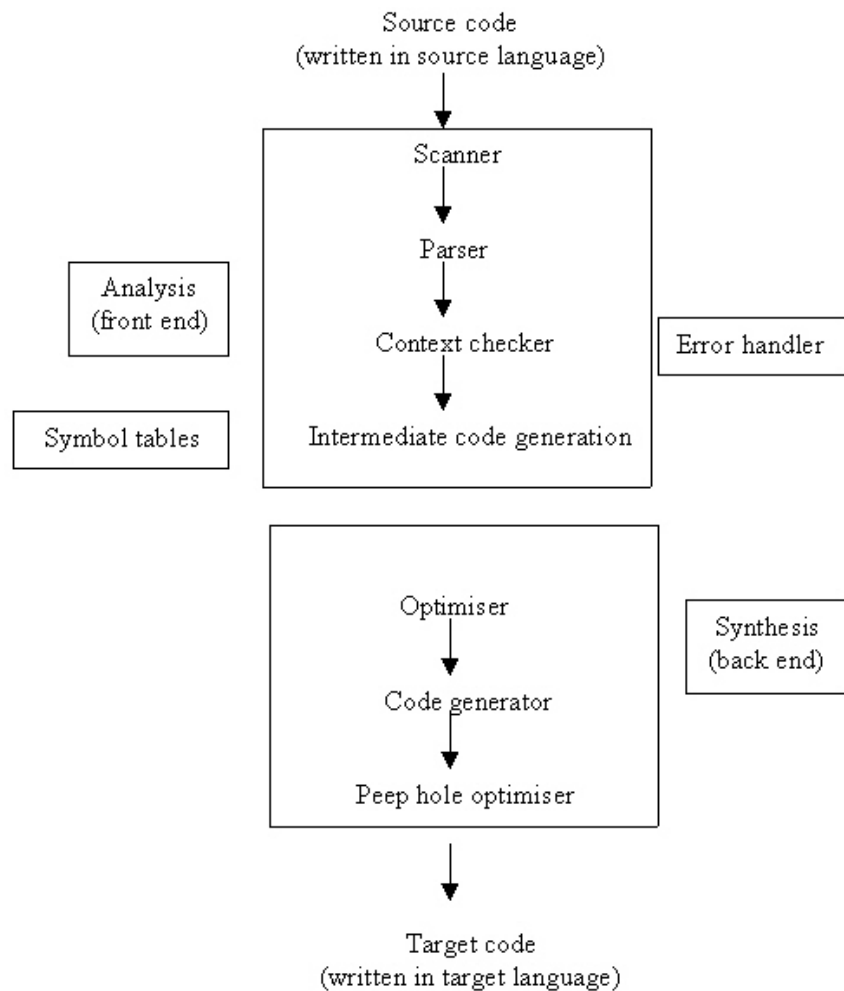 Source code
(written in source language)
Scanner
Parser
Analysis
(front end)
Context checker
Error handler
Symbol tables
Intermediate code generation
Optimiser
Synthesis
(back end)
Code generator
Peep hole optimiser
Target code
(written in target language)